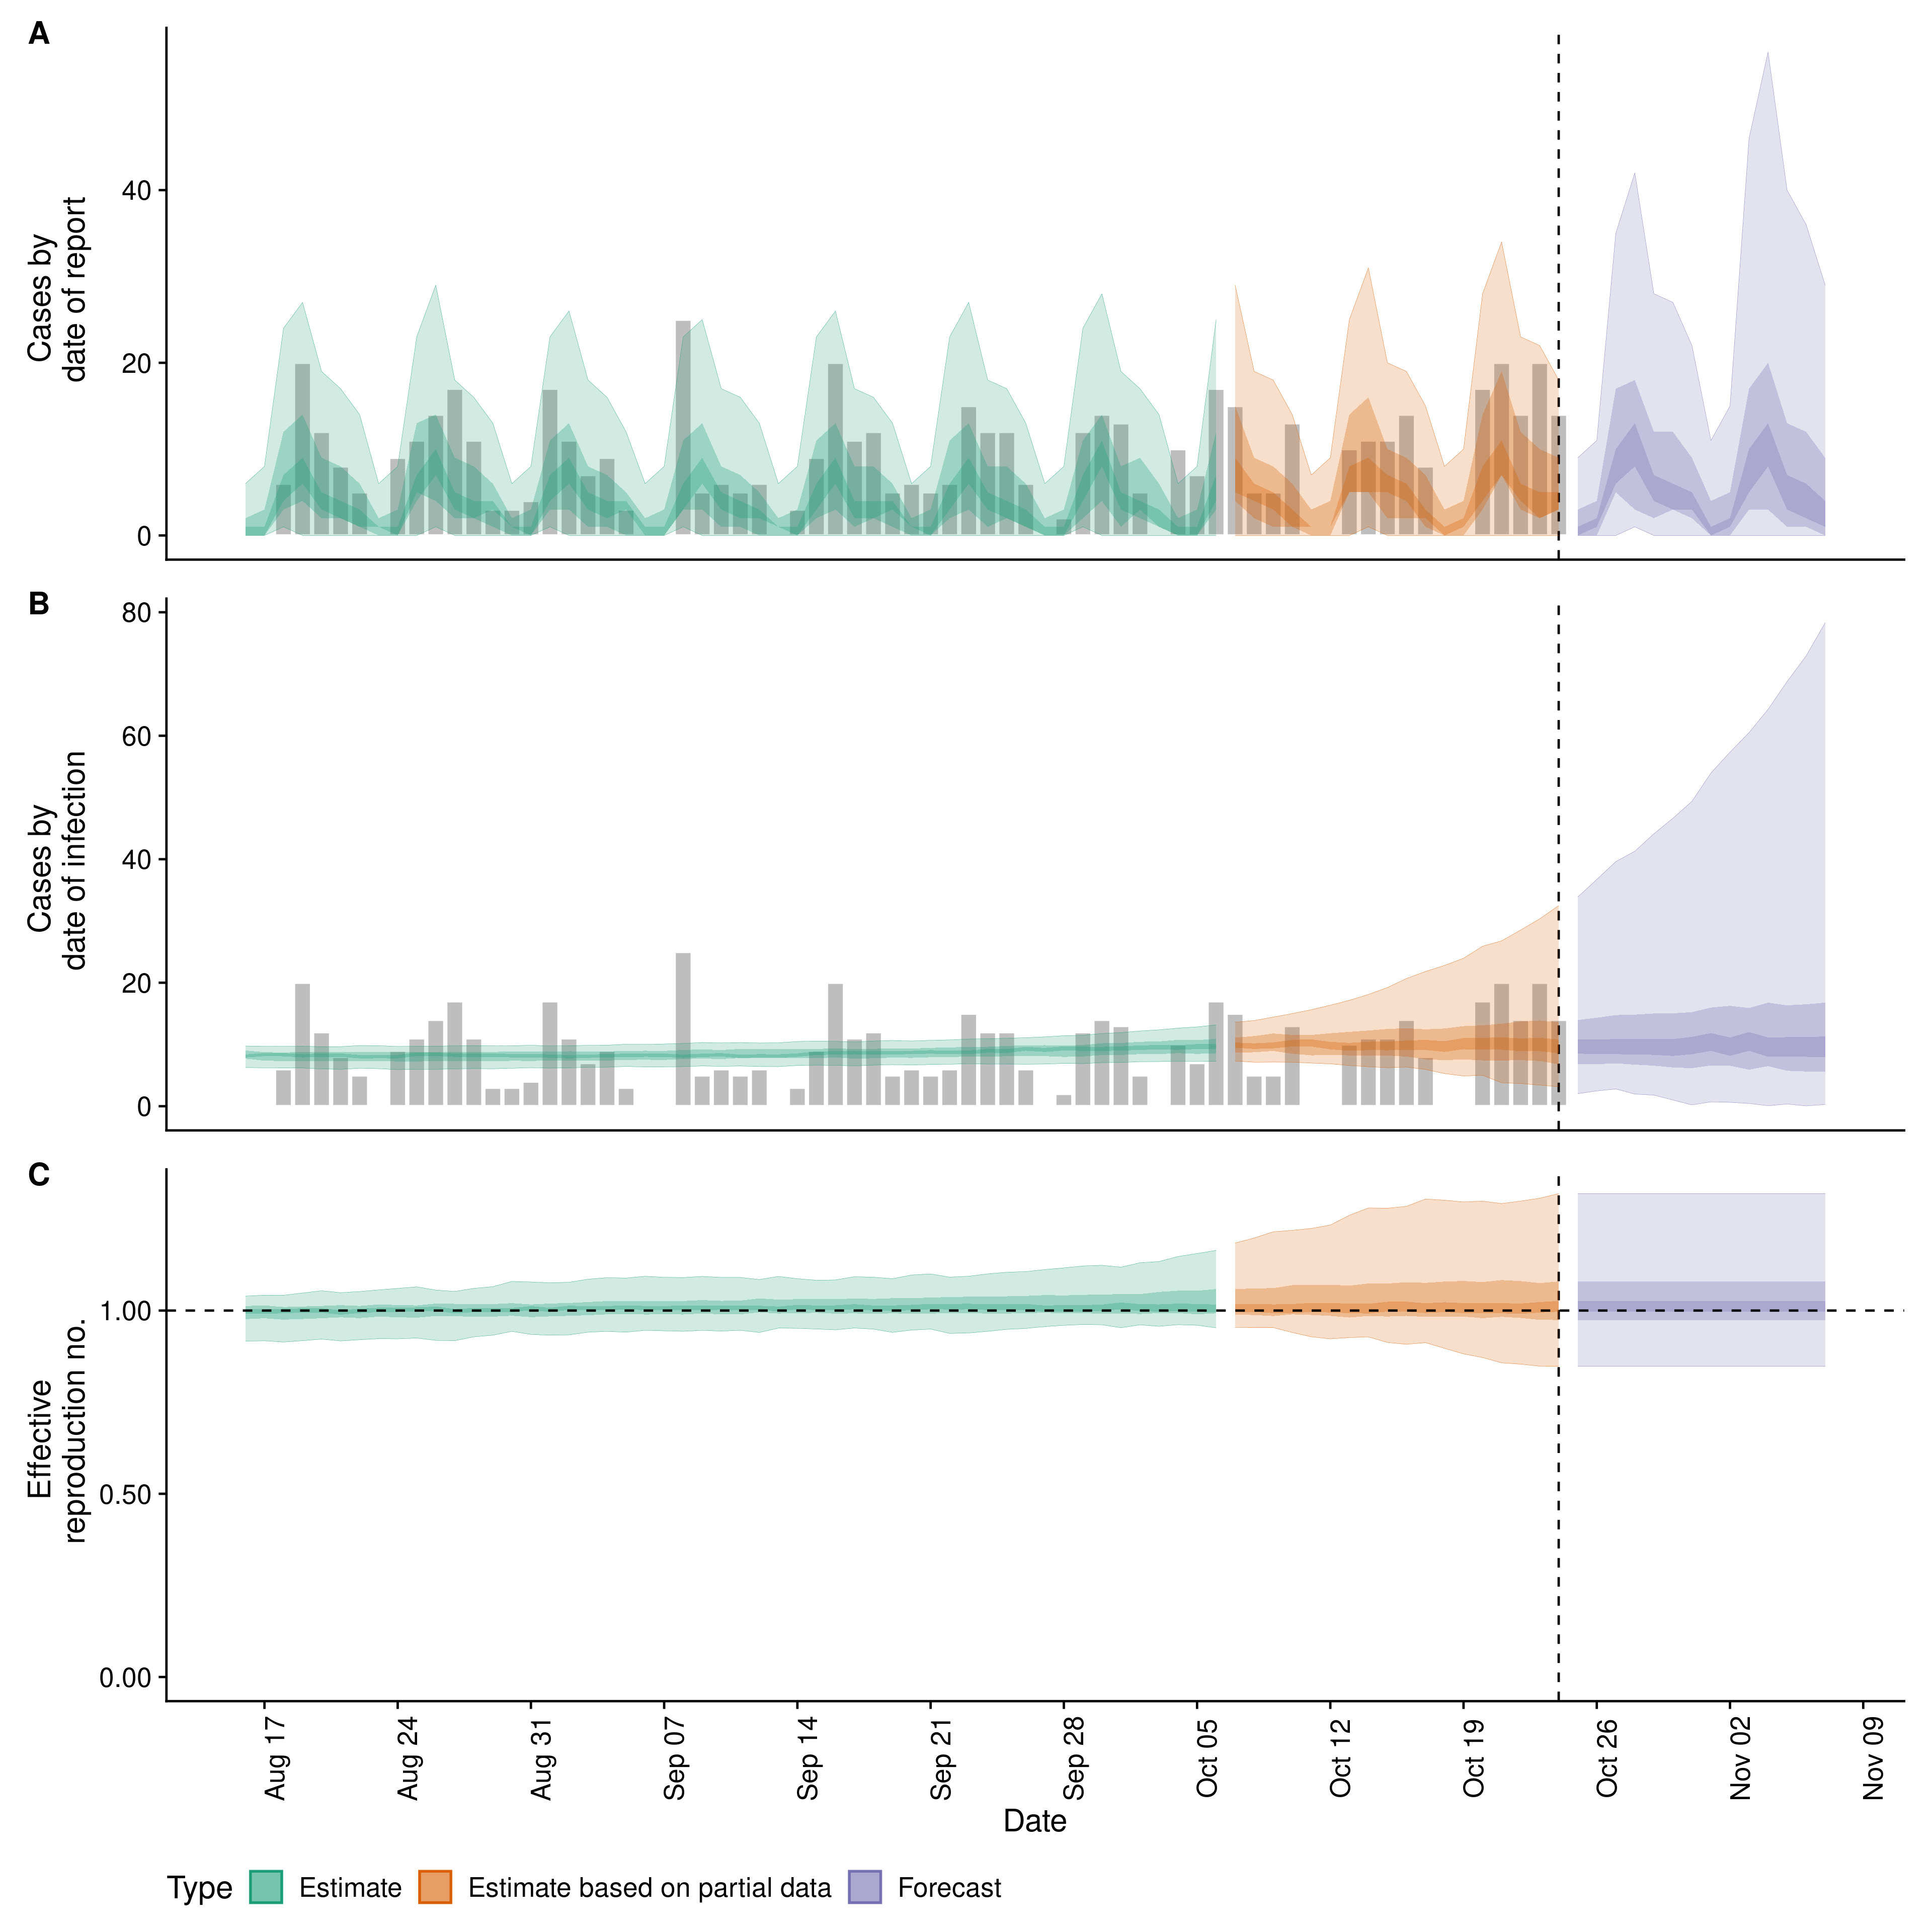 A
Cases by
date of report
40
20
0
B
Cases by
date of infection
80
60
40
20
0
C
Effective
reproduction no.
1.00
0.50
0.00
Aug 17
Aug 24
Aug 31
Sep 07
Sep 14
Sep 21
Sep 28
Oct 05
Oct 12
Oct 19
Oct 26
Nov 02
Nov 09
Date
Type Estimate Estimate based on partial data Forecast